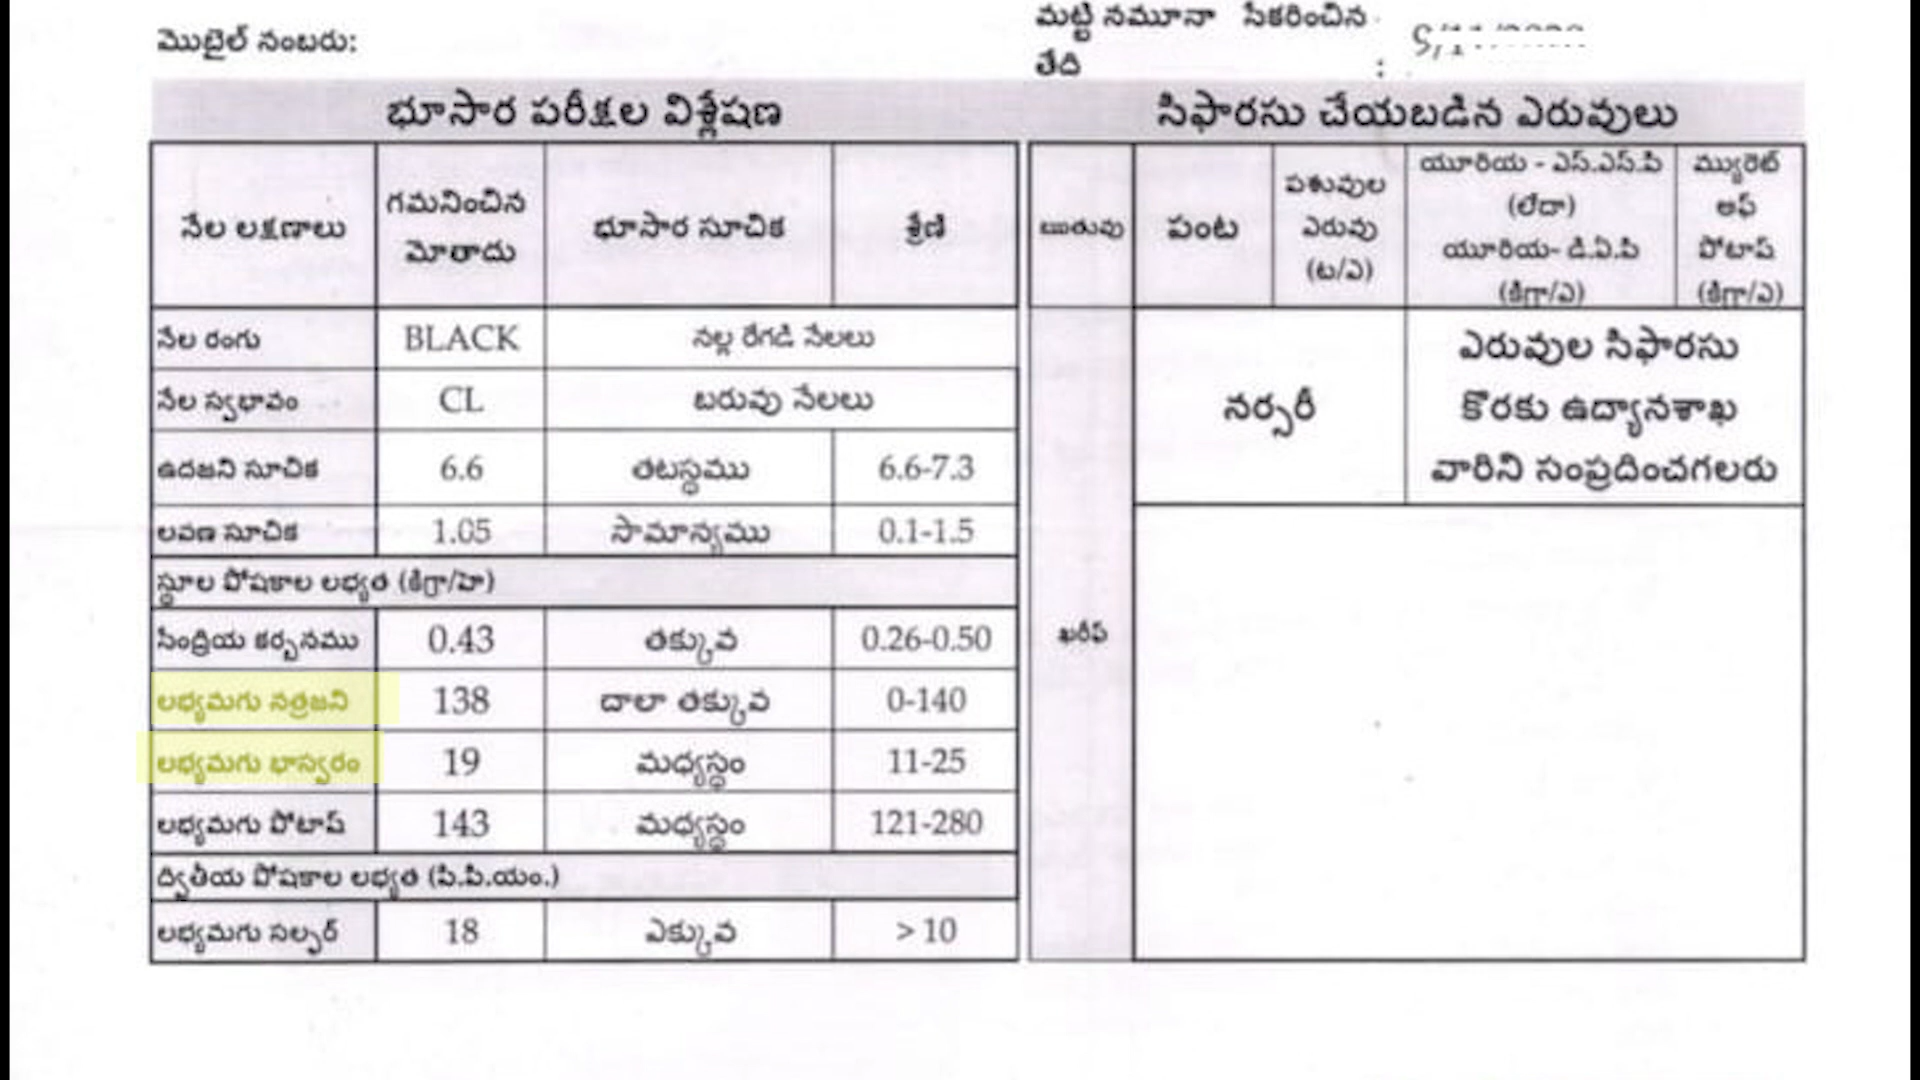 మొబైల్ నంబరు:
మట్టి నమూనా సేకరించిన
తేది :
భూసార పరీక్షల విశ్లేషణ
నేల లక్షణాలు గమనించిన మోతాదు భూసార సూచిక శ్రేణి
నేల రంగు BLACK నల్ల రేగడి నేలలు
నేల స్వభావం CL బరువు నేలలు
ఉదజని సూచిక 6.6 తటస్థము 6.6-7.3
లవణ సూచిక 1.05 సామాన్యము 0.1-1.5
స్థూల పోషకాల లభ్యత (కిగ్రా/హె)
సేంద్రియ కర్బనము 0.43 తక్కువ 0.26-0.50
లభ్యమగు నత్రజని 138 చాలా తక్కువ 0-140
లభ్యమగు భాస్వరం 19 మధ్యస్థం 11-25
లభ్యమగు పోటాష్ 143 మధ్యస్థం 121-280
ద్వితీయ పోషకాల లభ్యత (పి.పి.యం.)
లభ్యమగు సల్ఫర్ 18 ఎక్కువ > 10
సిఫారసు చేయబడిన ఎరువులు
ఋతువు పంట పశువుల ఎరువు (ట/ఎ) యూరియ - ఎస్.ఎస్.పి (లేదా) యూరియ- డి.ఏ.పి (కిగ్రా/ఎ) మ్యురెట్ ఆఫ్ పోటాష్ (కిగ్రా/ఎ)
ఖరీఫ్
నర్సరీ
ఎరువుల సిఫారసు
కొరకు ఉద్యానశాఖ
వారిని సంప్రదించగలరు